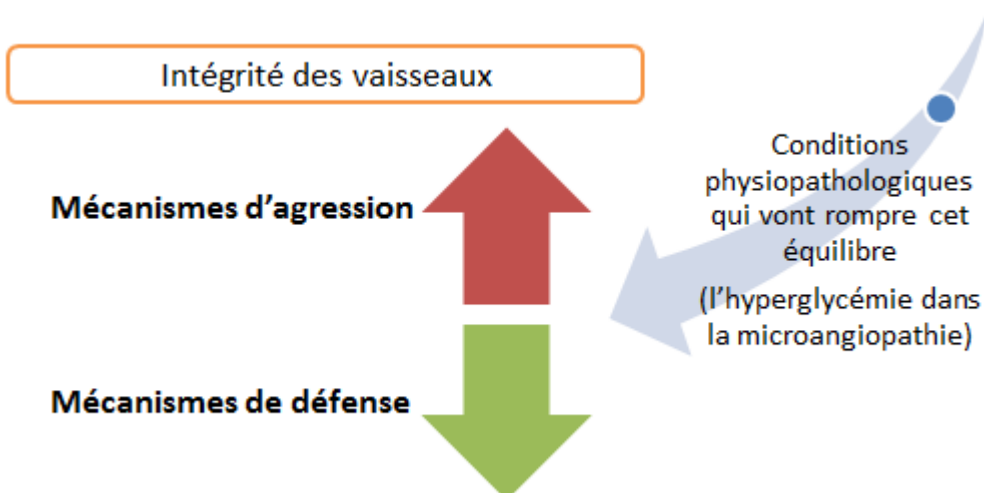 Intégrité des vaisseaux
Mécanismes d'agression
Mécanismes de défense
Conditions
physiopathologiques
qui vont rompre cet
équilibre
(l'hyperglycémie dans
la microangiopathie)